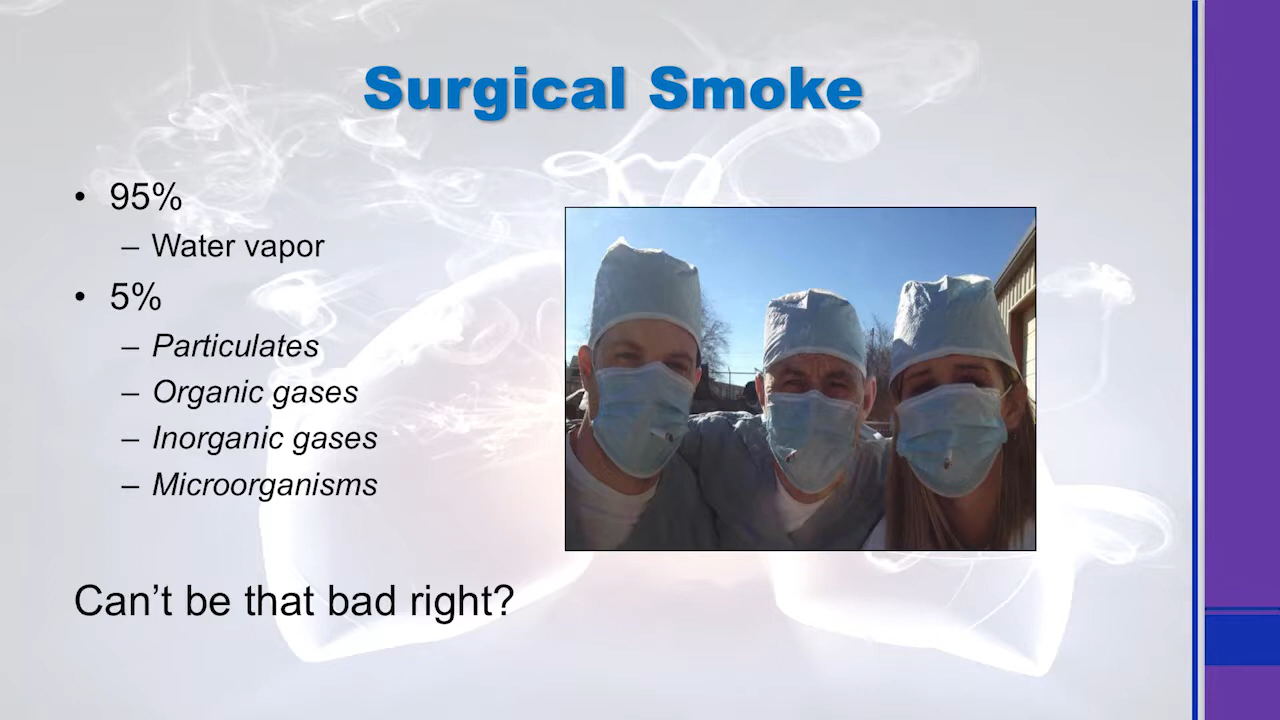 Surgical Smoke
• 95%
– Water vapor
• 5%
– Particulates
– Organic gases
– Inorganic gases
– Microorganisms
Can’t be that bad right?